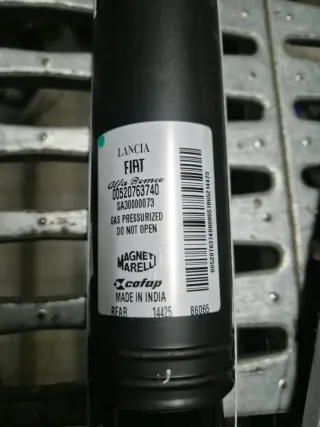 LANCIA
FIAT
Alfa Romeo
00520763740
SA30000073
GAS PRESSURIZED
DO NOT OPEN
MAGNETI
MARELLI
cofap
MADE IN INDIA
REAR 14425 B6065